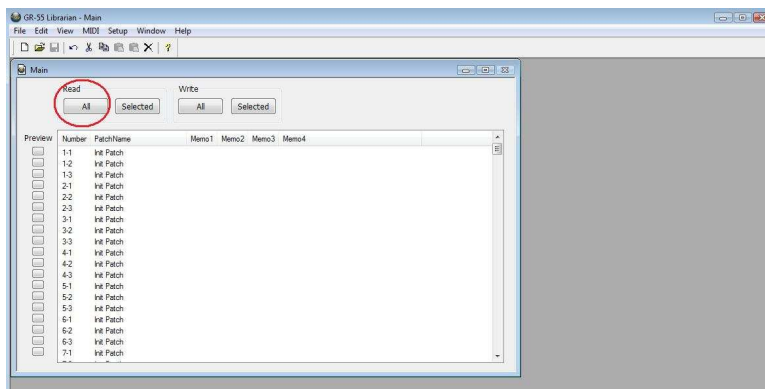 GR-55 Librarian - Main
File Edit View MIDI Setup Window Help
Main
Read Write
All Selected All Selected
Preview Number PatchName Memo1 Memo2 Memo3 Memo4
1-1 Init Patch
1-2 Init Patch
1-3 Init Patch
2-1 Init Patch
2-2 Init Patch
2-3 Init Patch
3-1 Init Patch
3-2 Init Patch
3-3 Init Patch
4-1 Init Patch
4-2 Init Patch
4-3 Init Patch
5-1 Init Patch
5-2 Init Patch
5-3 Init Patch
6-1 Init Patch
6-2 Init Patch
6-3 Init Patch
7-1 Init Patch